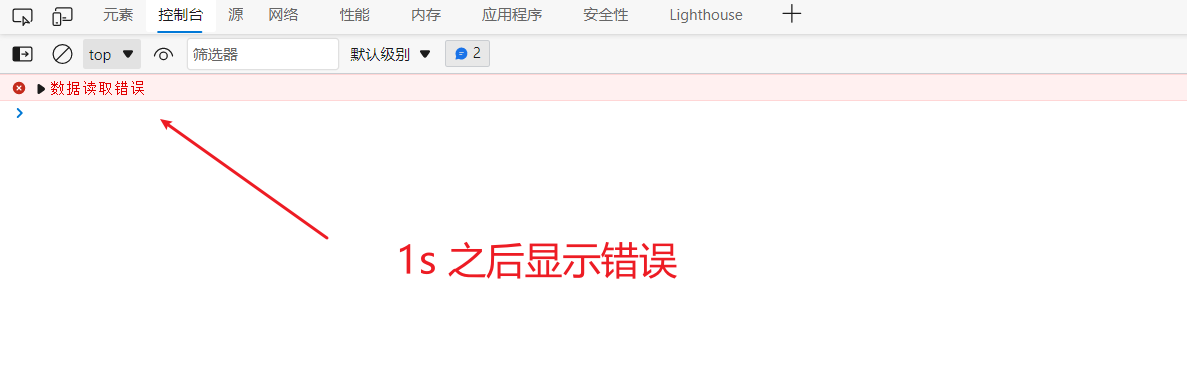 元素 控制台 源 网络 性能 内存 应用程序 安全性 Lighthouse
top 筛选器 默认级别 2
数据读取错误
1s 之后显示错误